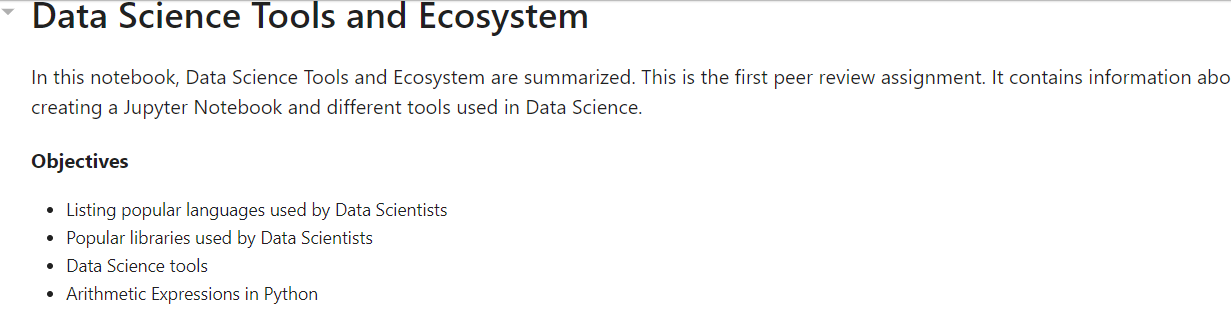 Data Science Tools and Ecosystem
In this notebook, Data Science Tools and Ecosystem are summarized. This is the first peer review assignment. It contains information abo
creating a Jupyter Notebook and different tools used in Data Science.
Objectives
• Listing popular languages used by Data Scientists
• Popular libraries used by Data Scientists
• Data Science tools
• Arithmetic Expressions in Python